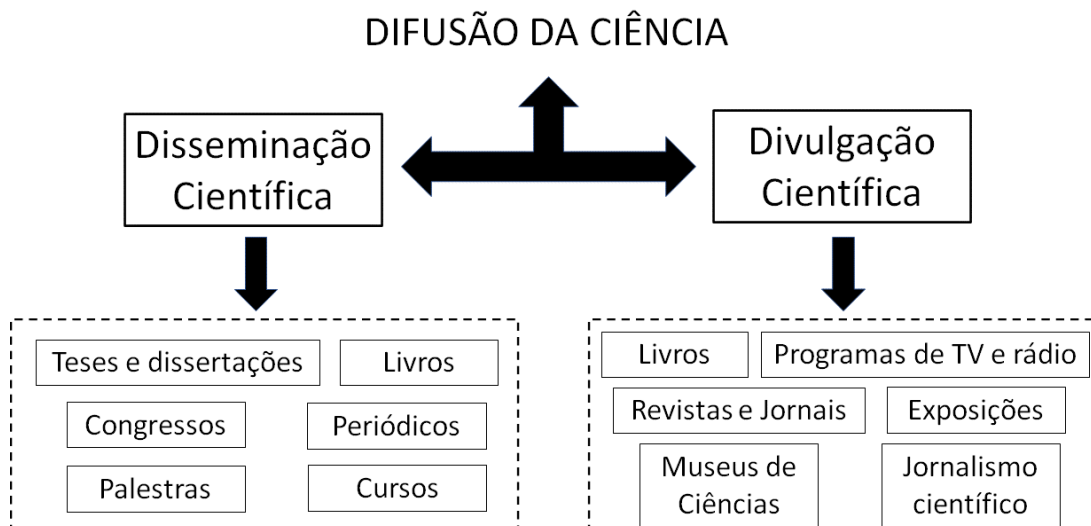 DIFUSÃO DA CIÊNCIA
Disseminação
Científica
Divulgação
Científica
Teses e dissertações
Livros
Congressos
Periódicos
Palestras
Cursos
Livros
Programas de TV e rádio
Revistas e Jornais
Exposições
Museus de
Ciências
Jornalismo
científico